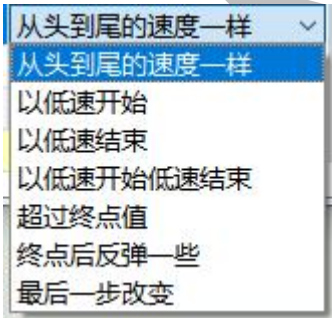 从头到尾的速度一样
从头到尾的速度一样
以低速开始
以低速结束
以低速开始低速结束
超过终点值
终点后反弹一些
最后一步改变